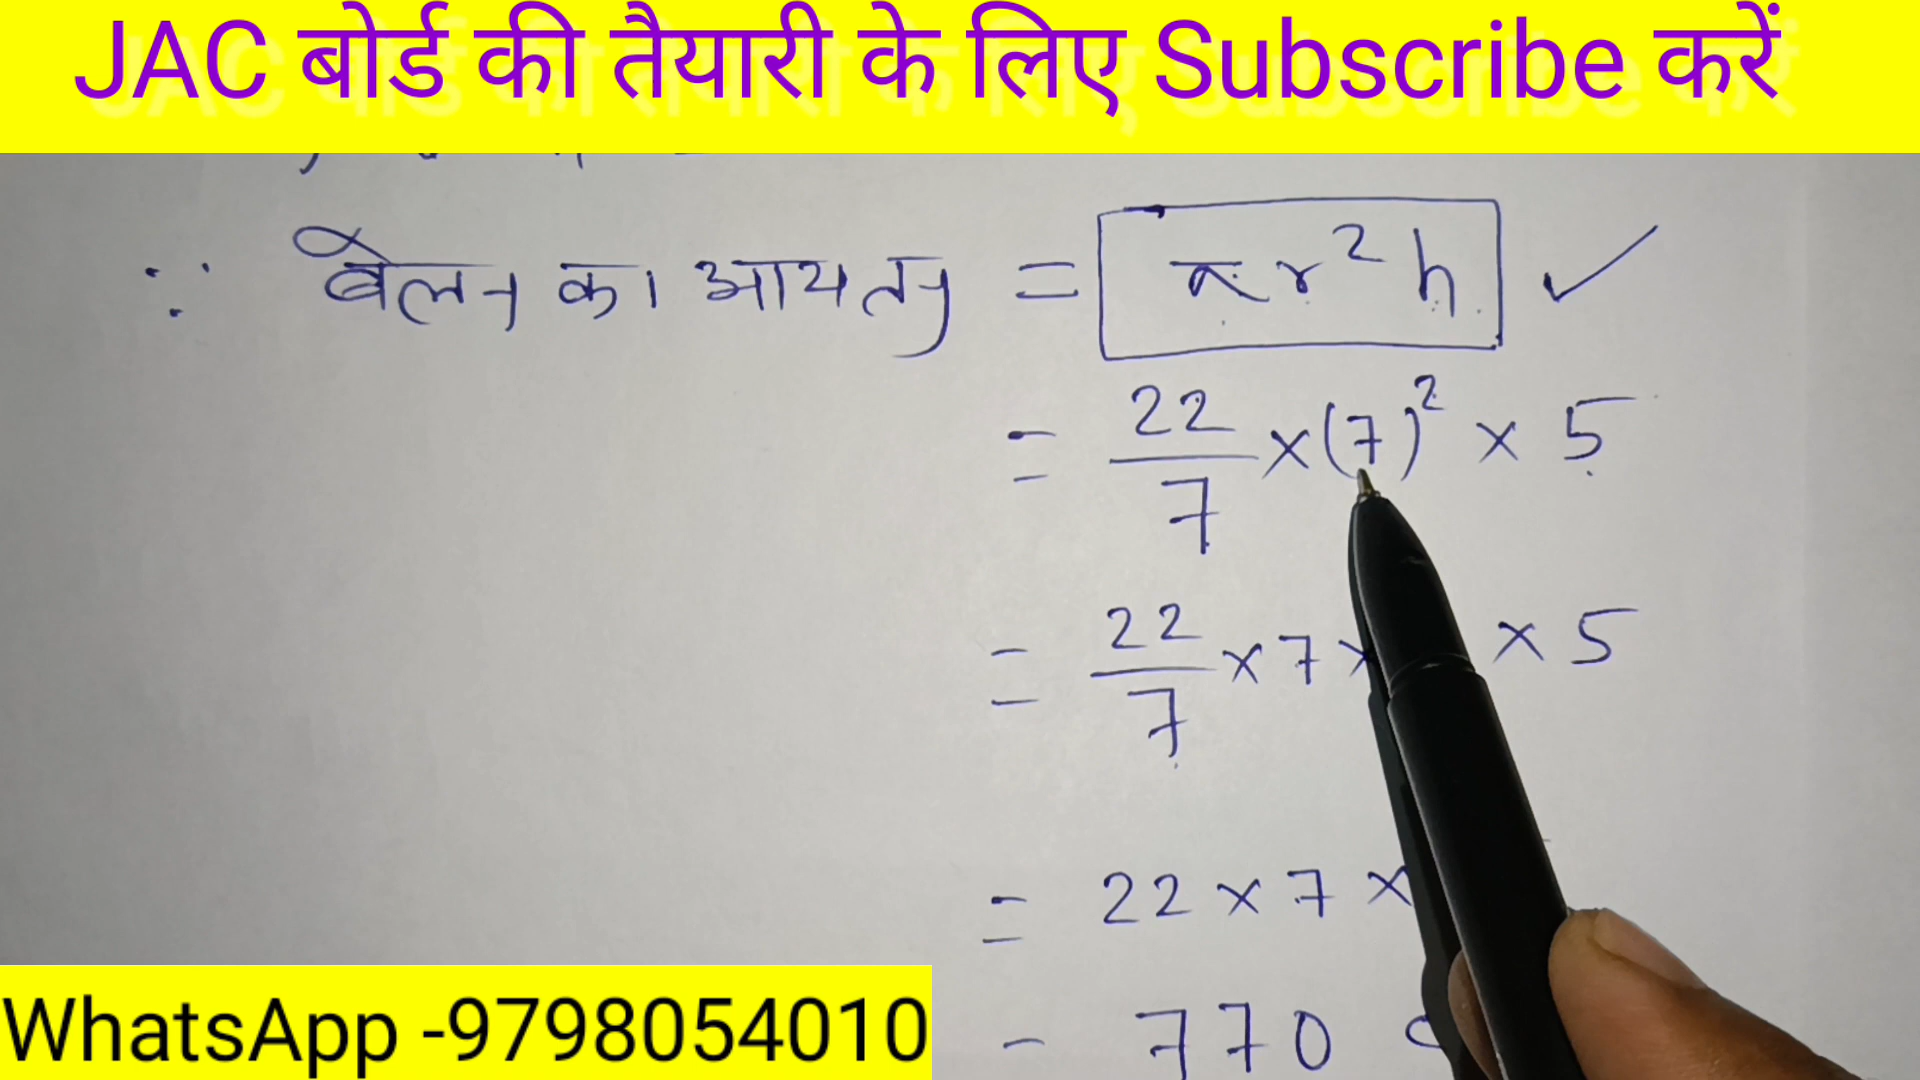 JAC बोर्ड की तैयारी के लिए Subscribe करें
∵ बेलन का आयतन = πr²h ✓
= 22/7 × (7)² × 5
= 22/7 × 7 × × 5
= 22 × 7 ×
= 770
WhatsApp -9798054010